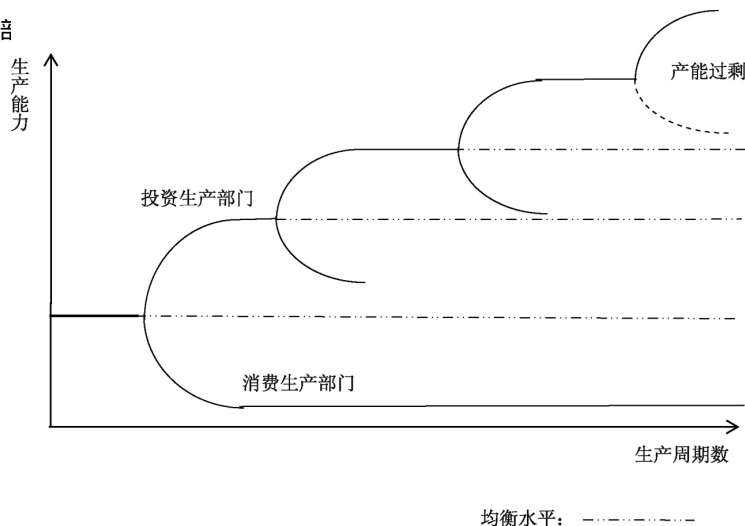 部
生产能力
产能过剩
投资生产部门
消费生产部门
生产周期数
均衡水平：